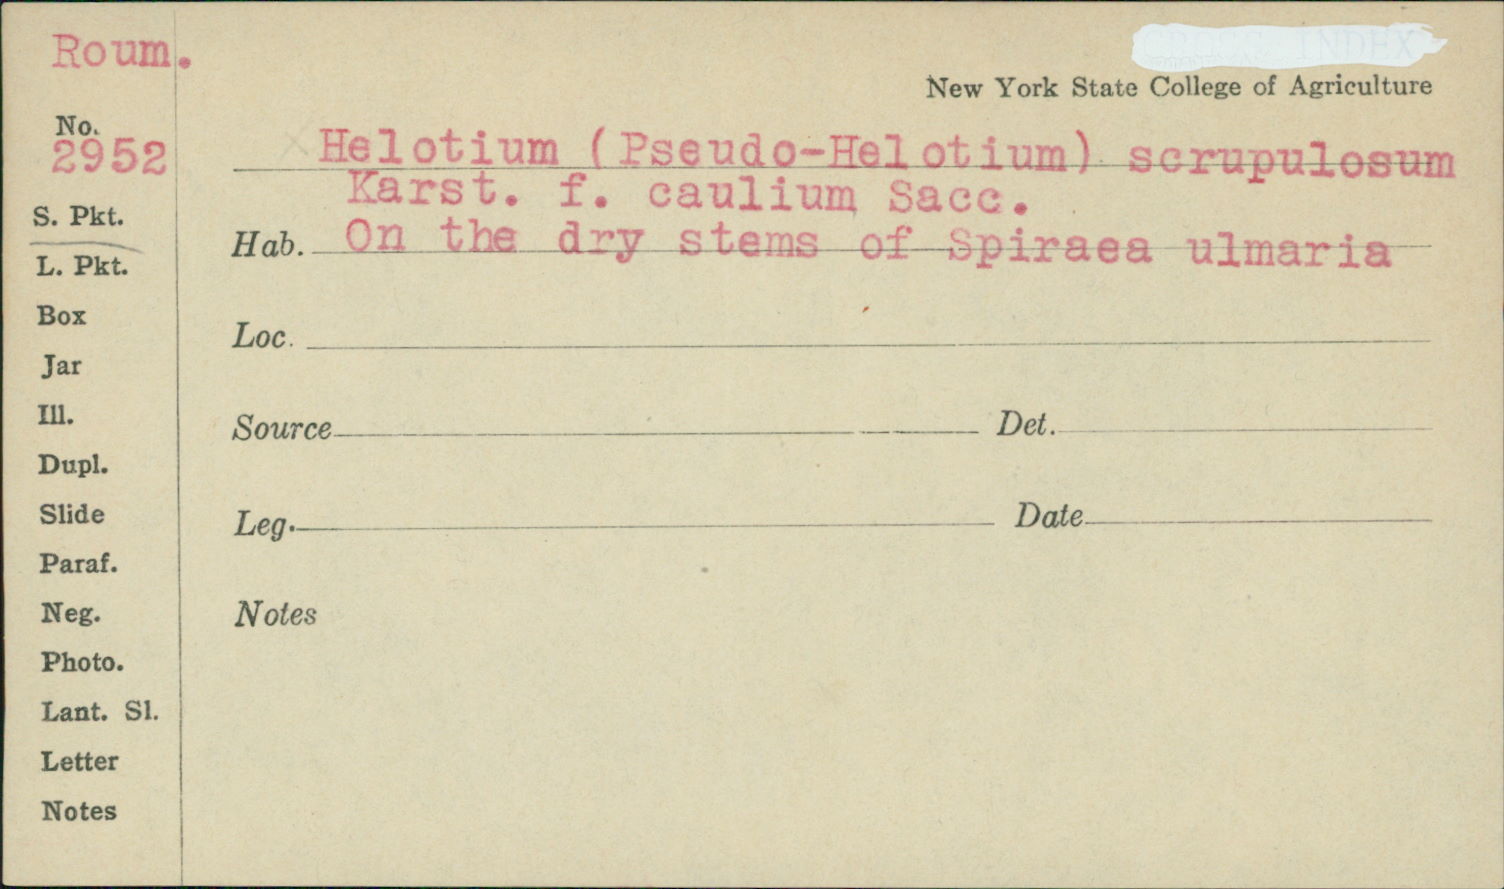 Roum.
CROSS INDEX
New York State College of Agriculture
No.
2952
Helotium (Pseudo-Helotium) scrupulosum
Karst. f. caulium Sacc.
Hab. On the dry stems of Spiraea ulmaria
Loc.
Source Det.
Leg. Date
Notes
S. Pkt.
L. Pkt.
Box
Jar
Ill.
Dupl.
Slide
Paraf.
Neg.
Photo.
Lant. Sl.
Letter
Notes